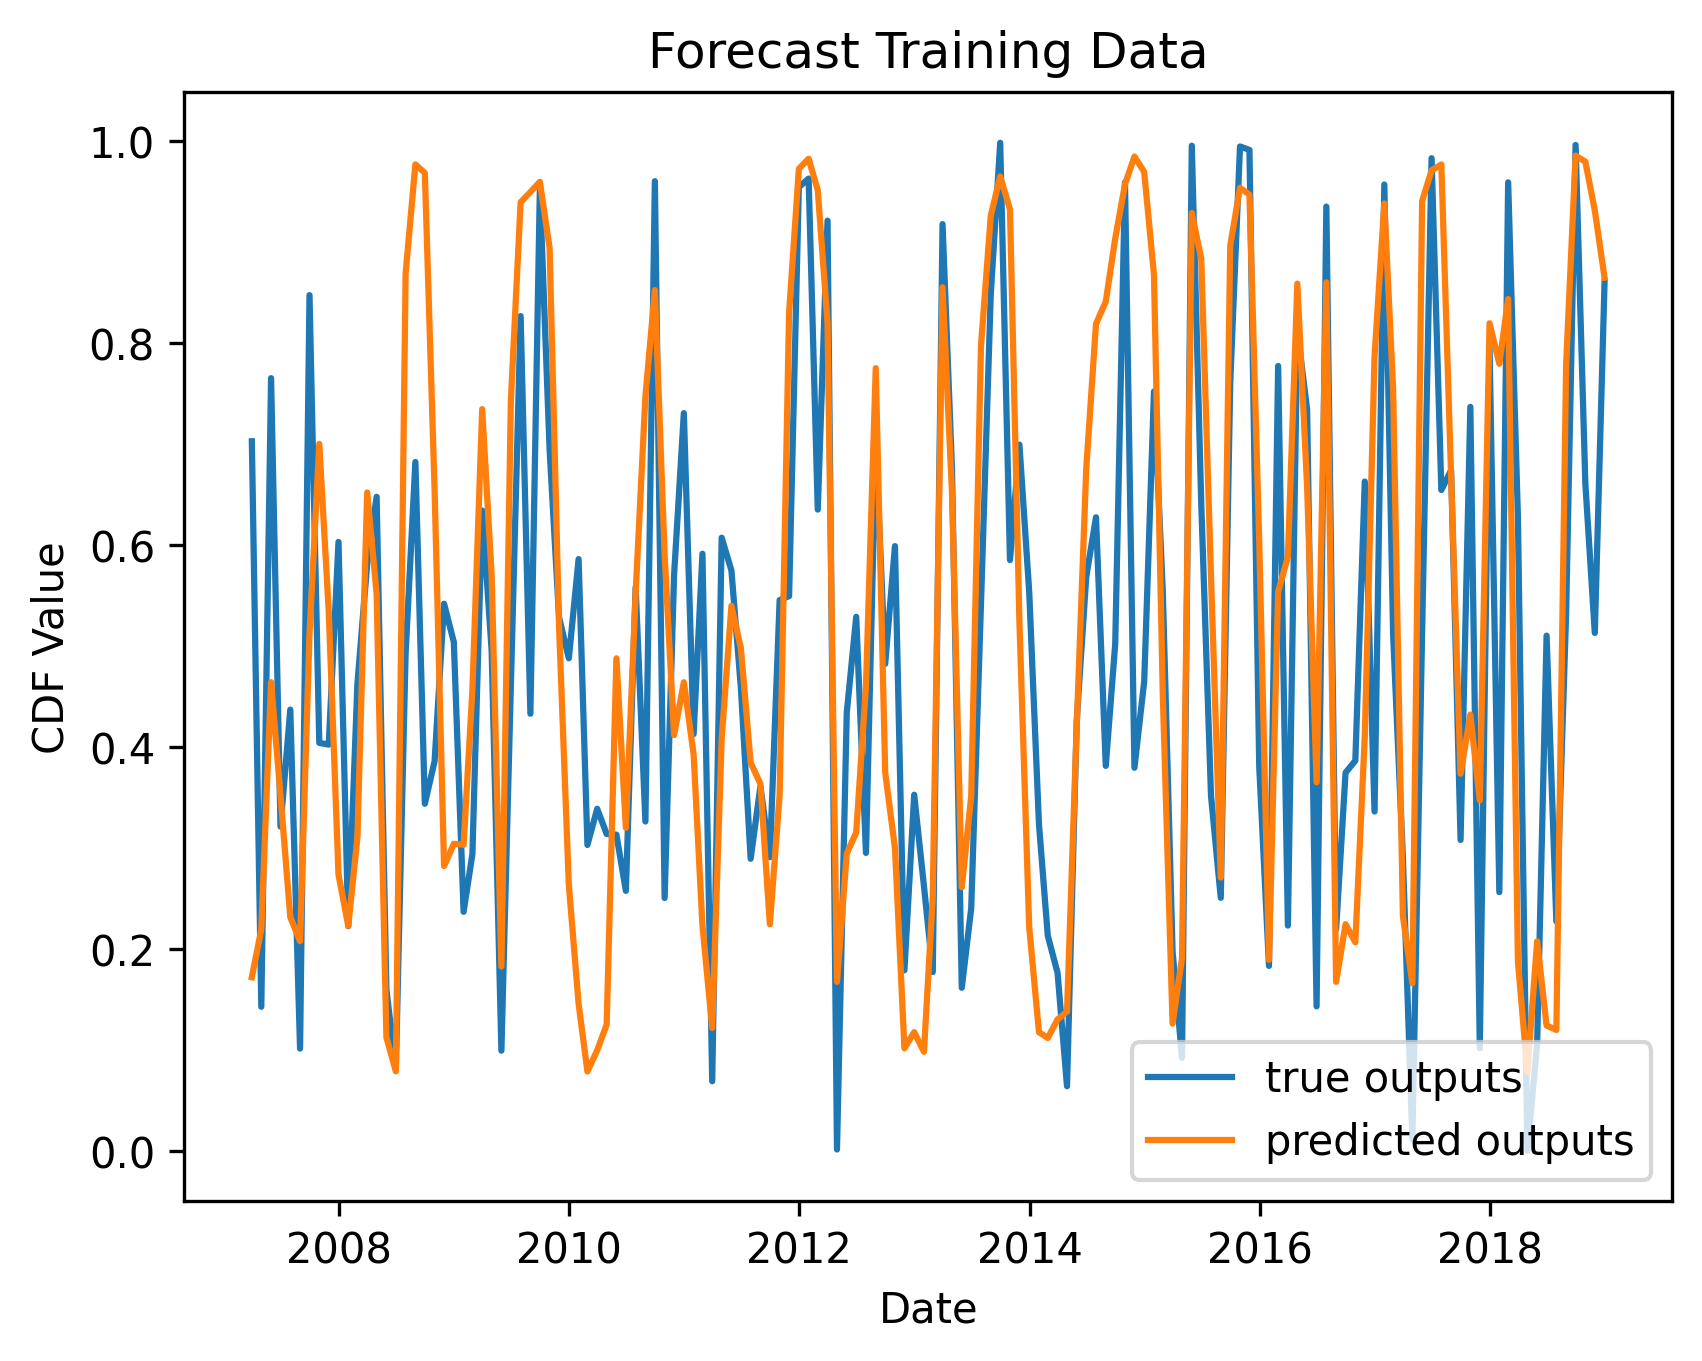 Forecast Training Data
1.0
0.8
0.6
0.4
0.2
0.0
CDF Value
true outputs
predicted outputs
2008 2010 2012 2014 2016 2018
Date